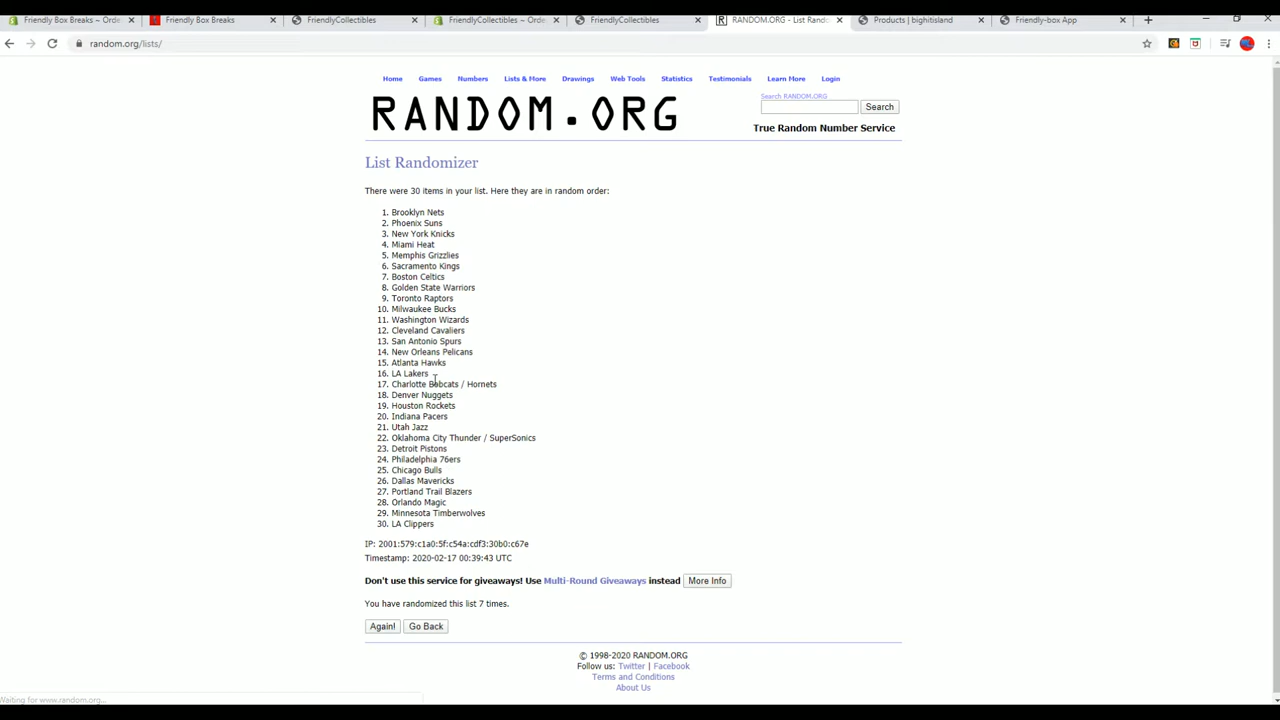 Friendly Box Breaks ~ Orde
Friendly Box Breaks
FriendlyCollectibles
FriendlyCollectibles ~ Orde
FriendlyCollectibles
RANDOM.ORG - List Rando
Products | bighitisland
Friendly-box App
random.org/lists/
Home Games Numbers Lists & More Drawings Web Tools Statistics Testimonials Learn More Login
RANDOM.ORG
Search RANDOM.ORG
Search
True Random Number Service
List Randomizer
There were 30 items in your list. Here they are in random order:
1. Brooklyn Nets
2. Phoenix Suns
3. New York Knicks
4. Miami Heat
5. Memphis Grizzlies
6. Sacramento Kings
7. Boston Celtics
8. Golden State Warriors
9. Toronto Raptors
10. Milwaukee Bucks
11. Washington Wizards
12. Cleveland Cavaliers
13. San Antonio Spurs
14. New Orleans Pelicans
15. Atlanta Hawks
16. LA Lakers
17. Charlotte Bobcats / Hornets
18. Denver Nuggets
19. Houston Rockets
20. Indiana Pacers
21. Utah Jazz
22. Oklahoma City Thunder / SuperSonics
23. Detroit Pistons
24. Philadelphia 76ers
25. Chicago Bulls
26. Dallas Mavericks
27. Portland Trail Blazers
28. Orlando Magic
29. Minnesota Timberwolves
30. LA Clippers
IP: 2001:579:c1a0:5f:c54a:cdf3:30b0:c67e
Timestamp: 2020-02-17 00:39:43 UTC
Don't use this service for giveaways! Use Multi-Round Giveaways instead More Info
You have randomized this list 7 times.
Again! Go Back
© 1998-2020 RANDOM.ORG
Follow us: Twitter | Facebook
Terms and Conditions
About Us
Waiting for www.random.org...